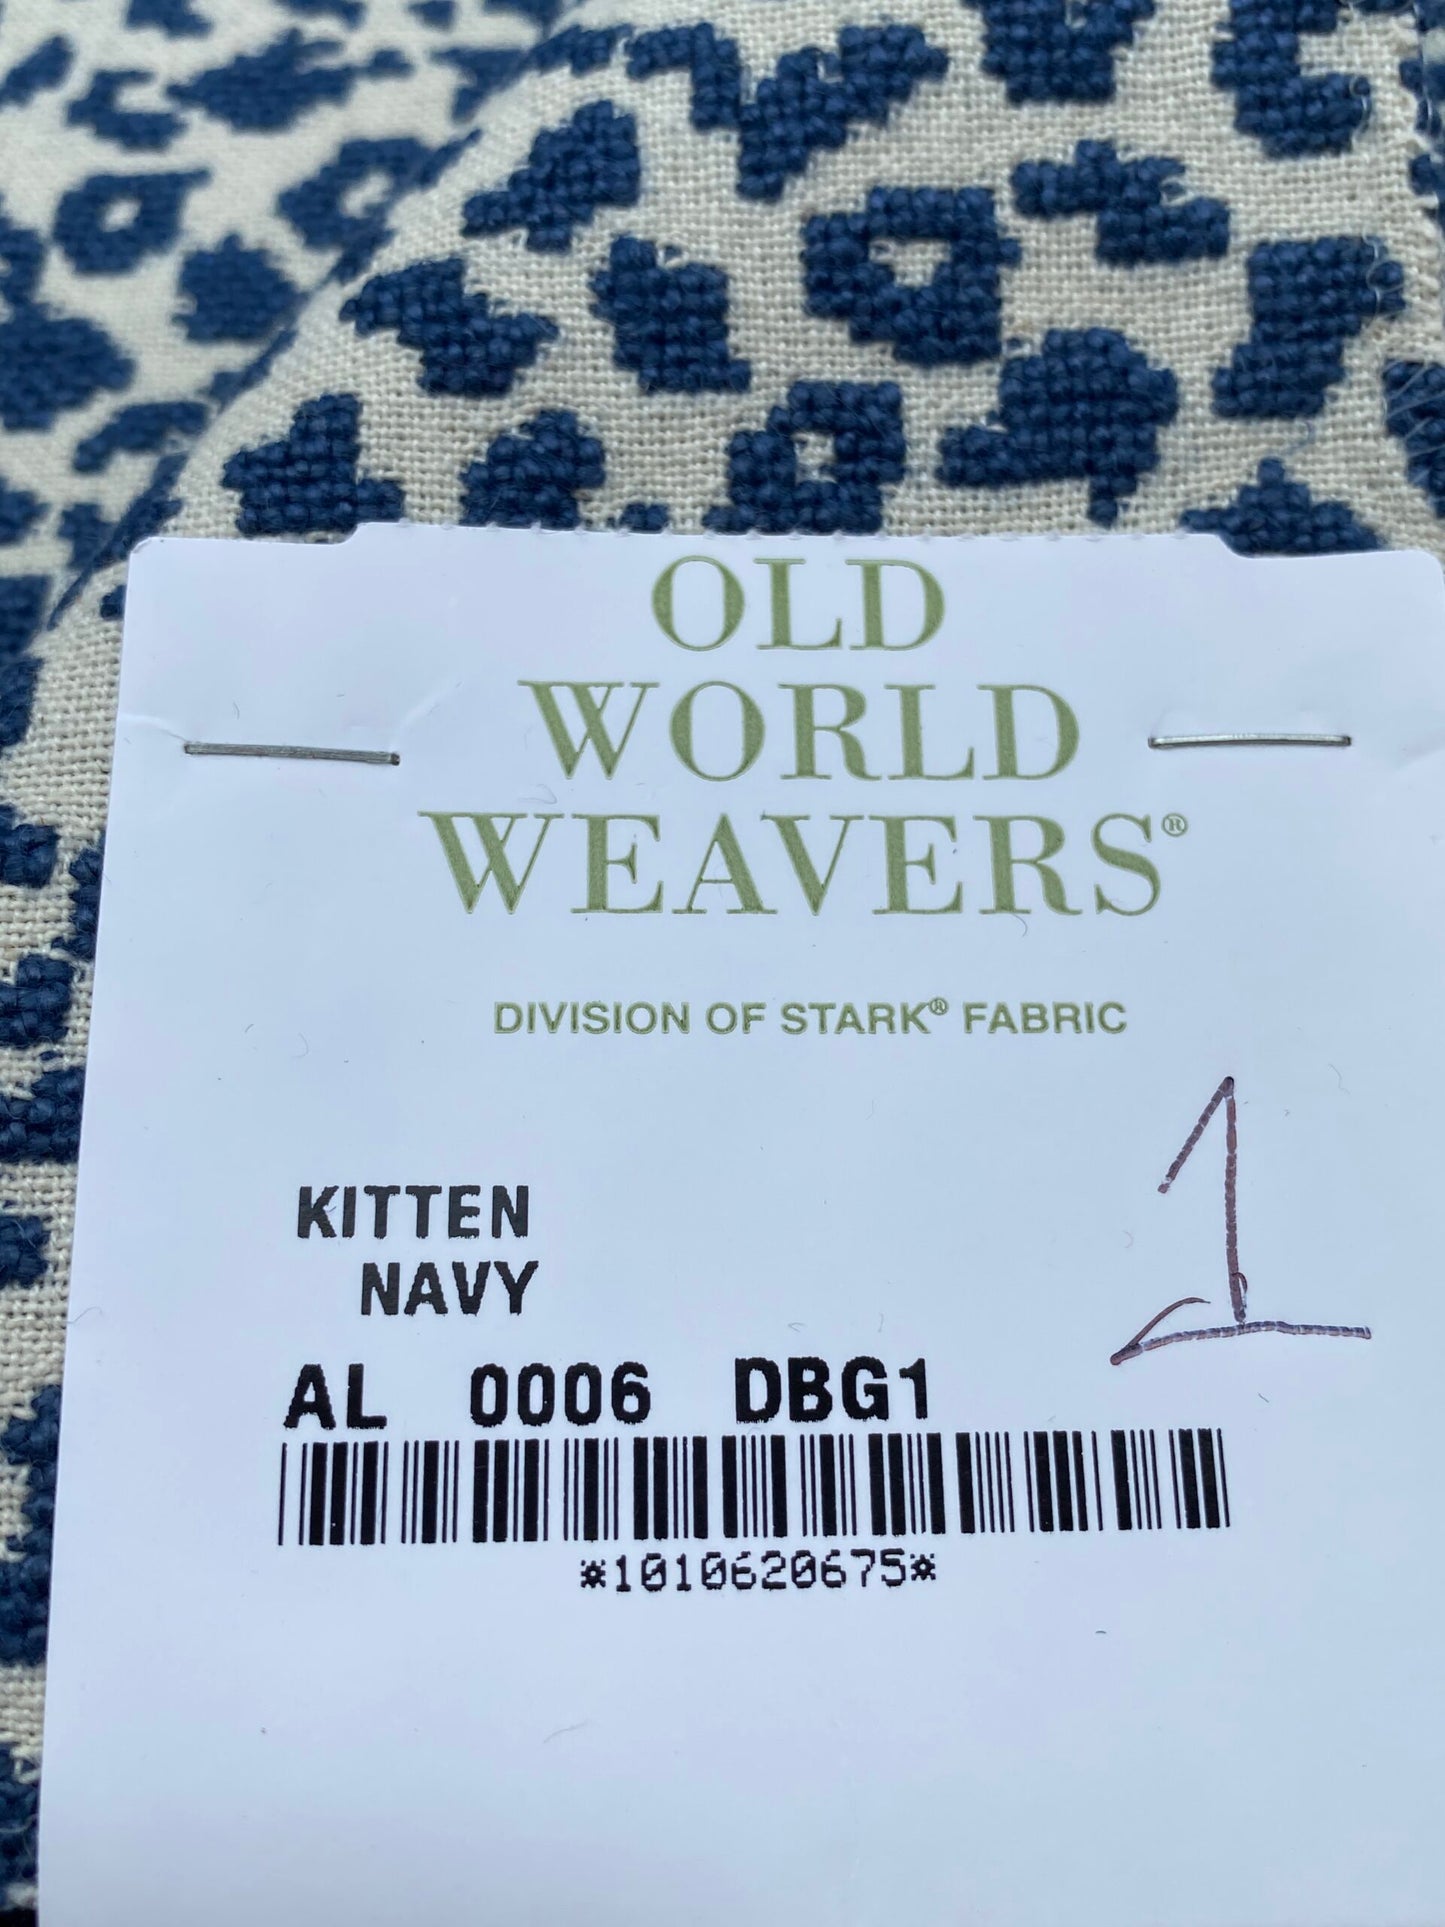 OLD
WORLD
WEAVERS®
DIVISION OF STARK® FABRIC
1
KITTEN
NAVY
AL 0006 DBG1
*1010620675*